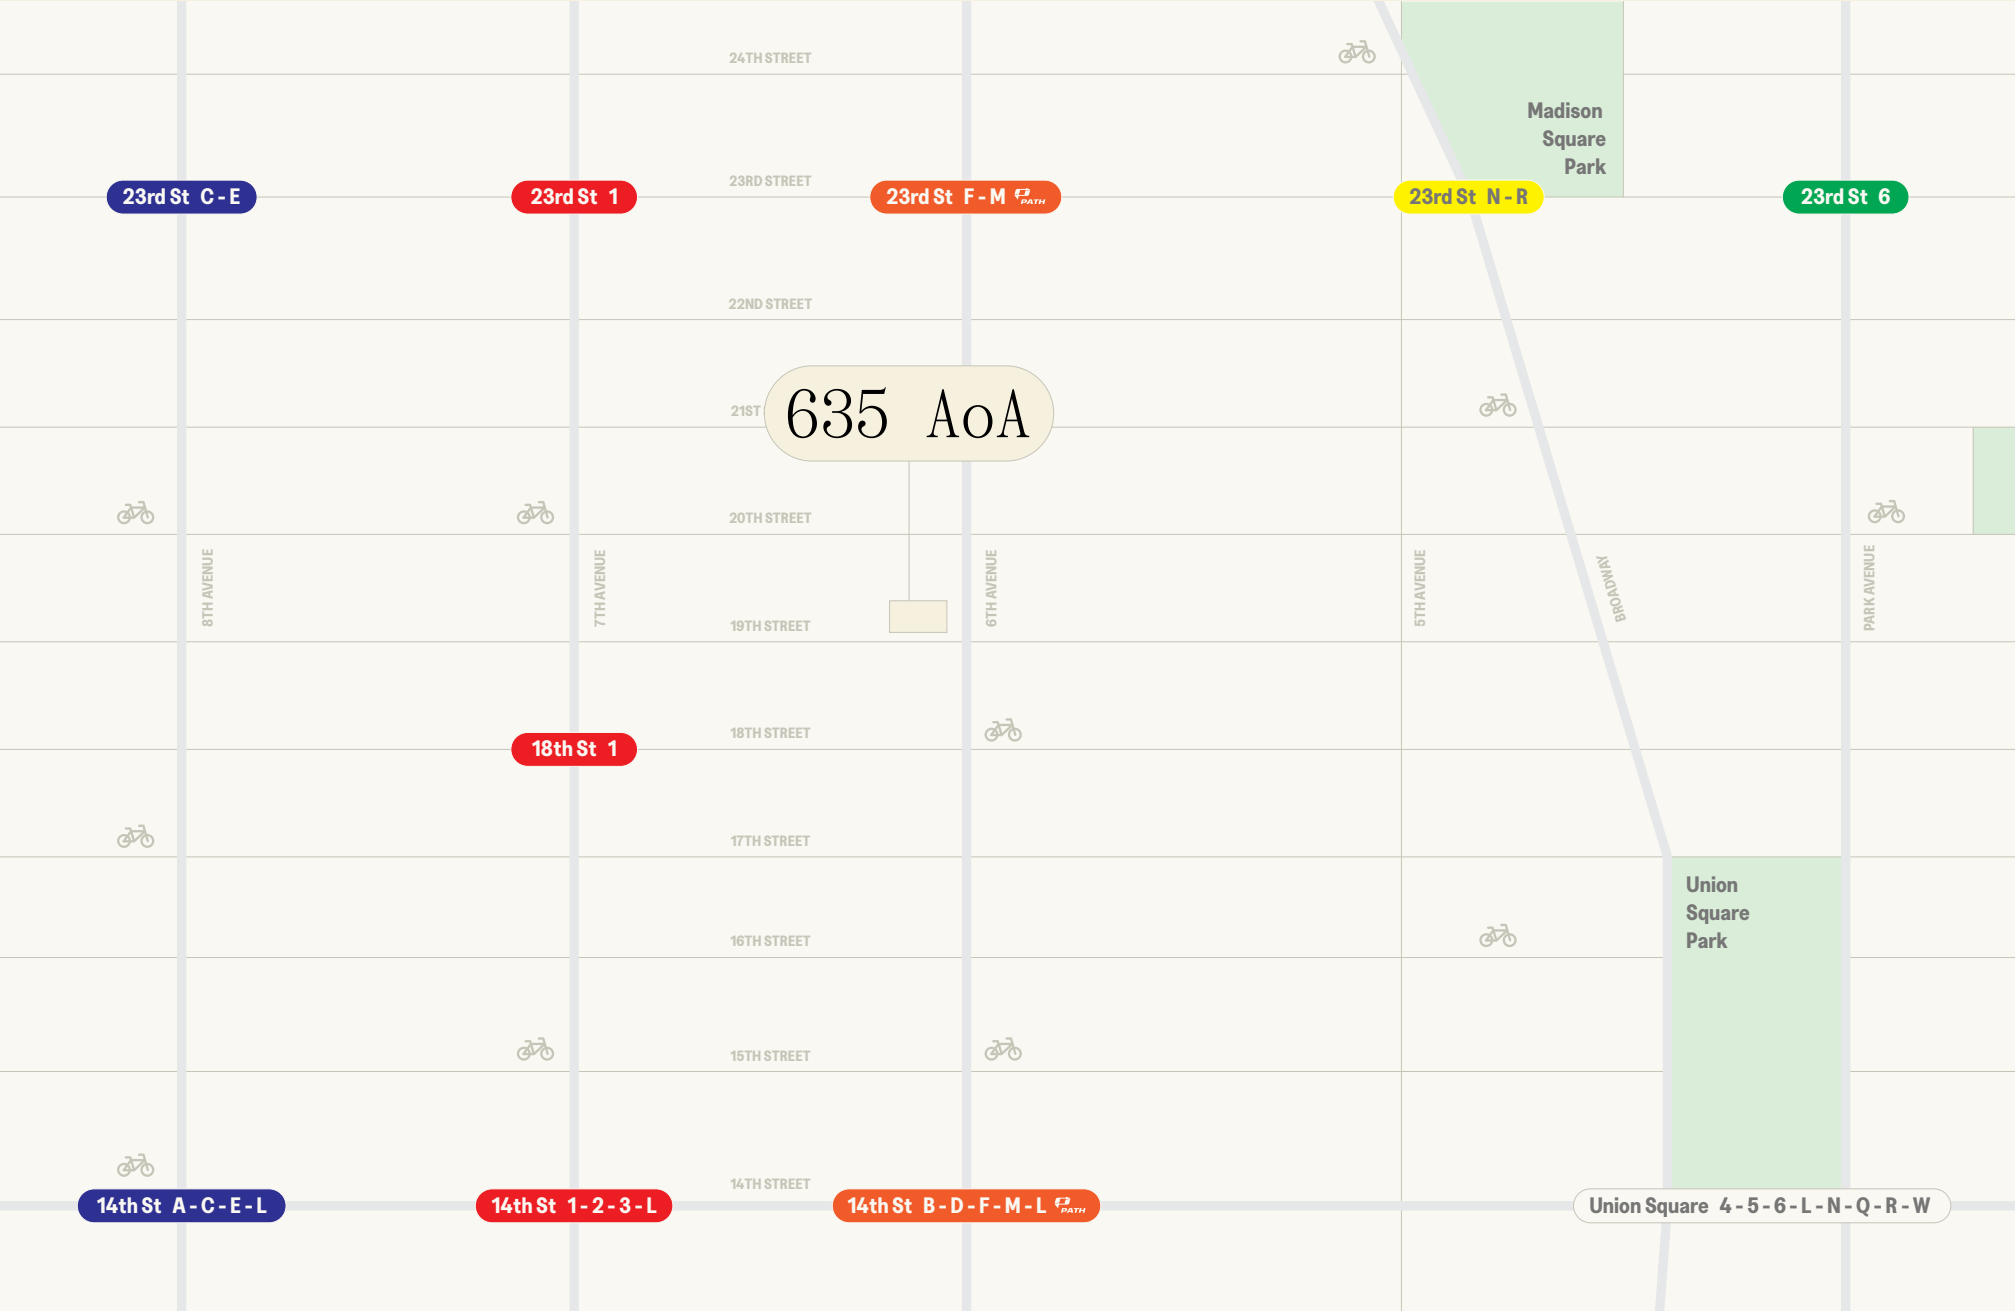 24TH STREET
Madison
Square
Park
23RD STREET
23rd St C-E
23rd St 1
23rd St F-M PATH
23rd St N-R
23rd St 6
22ND STREET
21ST
635 AoA
20TH STREET
8TH AVENUE
7TH AVENUE
6TH AVENUE
5TH AVENUE
BROADWAY
PARK AVENUE
19TH STREET
18TH STREET
18th St 1
17TH STREET
Union
Square
Park
16TH STREET
15TH STREET
14TH STREET
14th St A-C-E-L
14th St 1-2-3-L
14th St B-D-F-M-L PATH
Union Square 4-5-6-L-N-Q-R-W